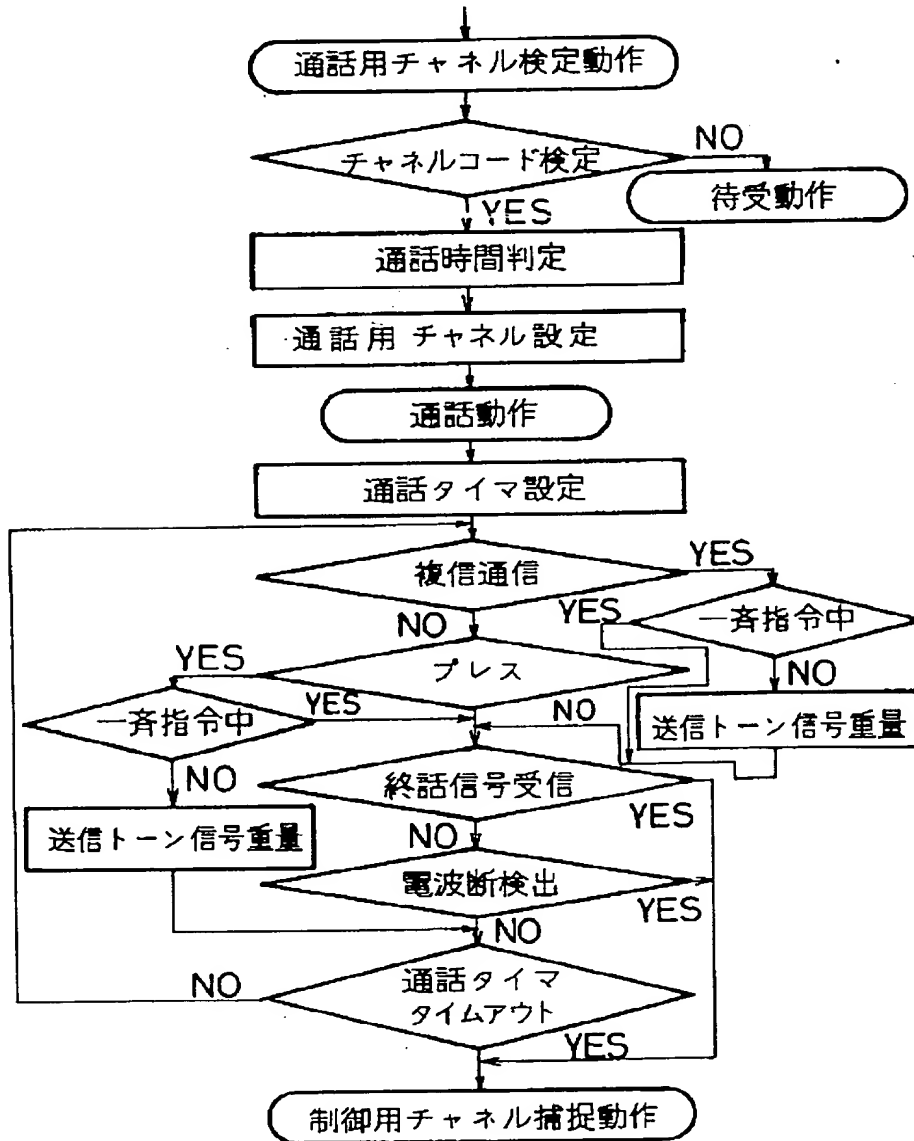 通話用チャネル検定動作
チャネルコード検定
NO
待受動作
YES
通話時間判定
通話用チャネル設定
通話動作
通話タイマ設定
複信通信
YES
一斉指令中
YES
NO
NO
送信トーン信号重量
プレス
YES
NO
一斉指令中
YES
NO
送信トーン信号重量
終話信号受信
YES
NO
電波断検出
YES
NO
通話タイマ
タイムアウト
NO
YES
制御用チャネル捕捉動作